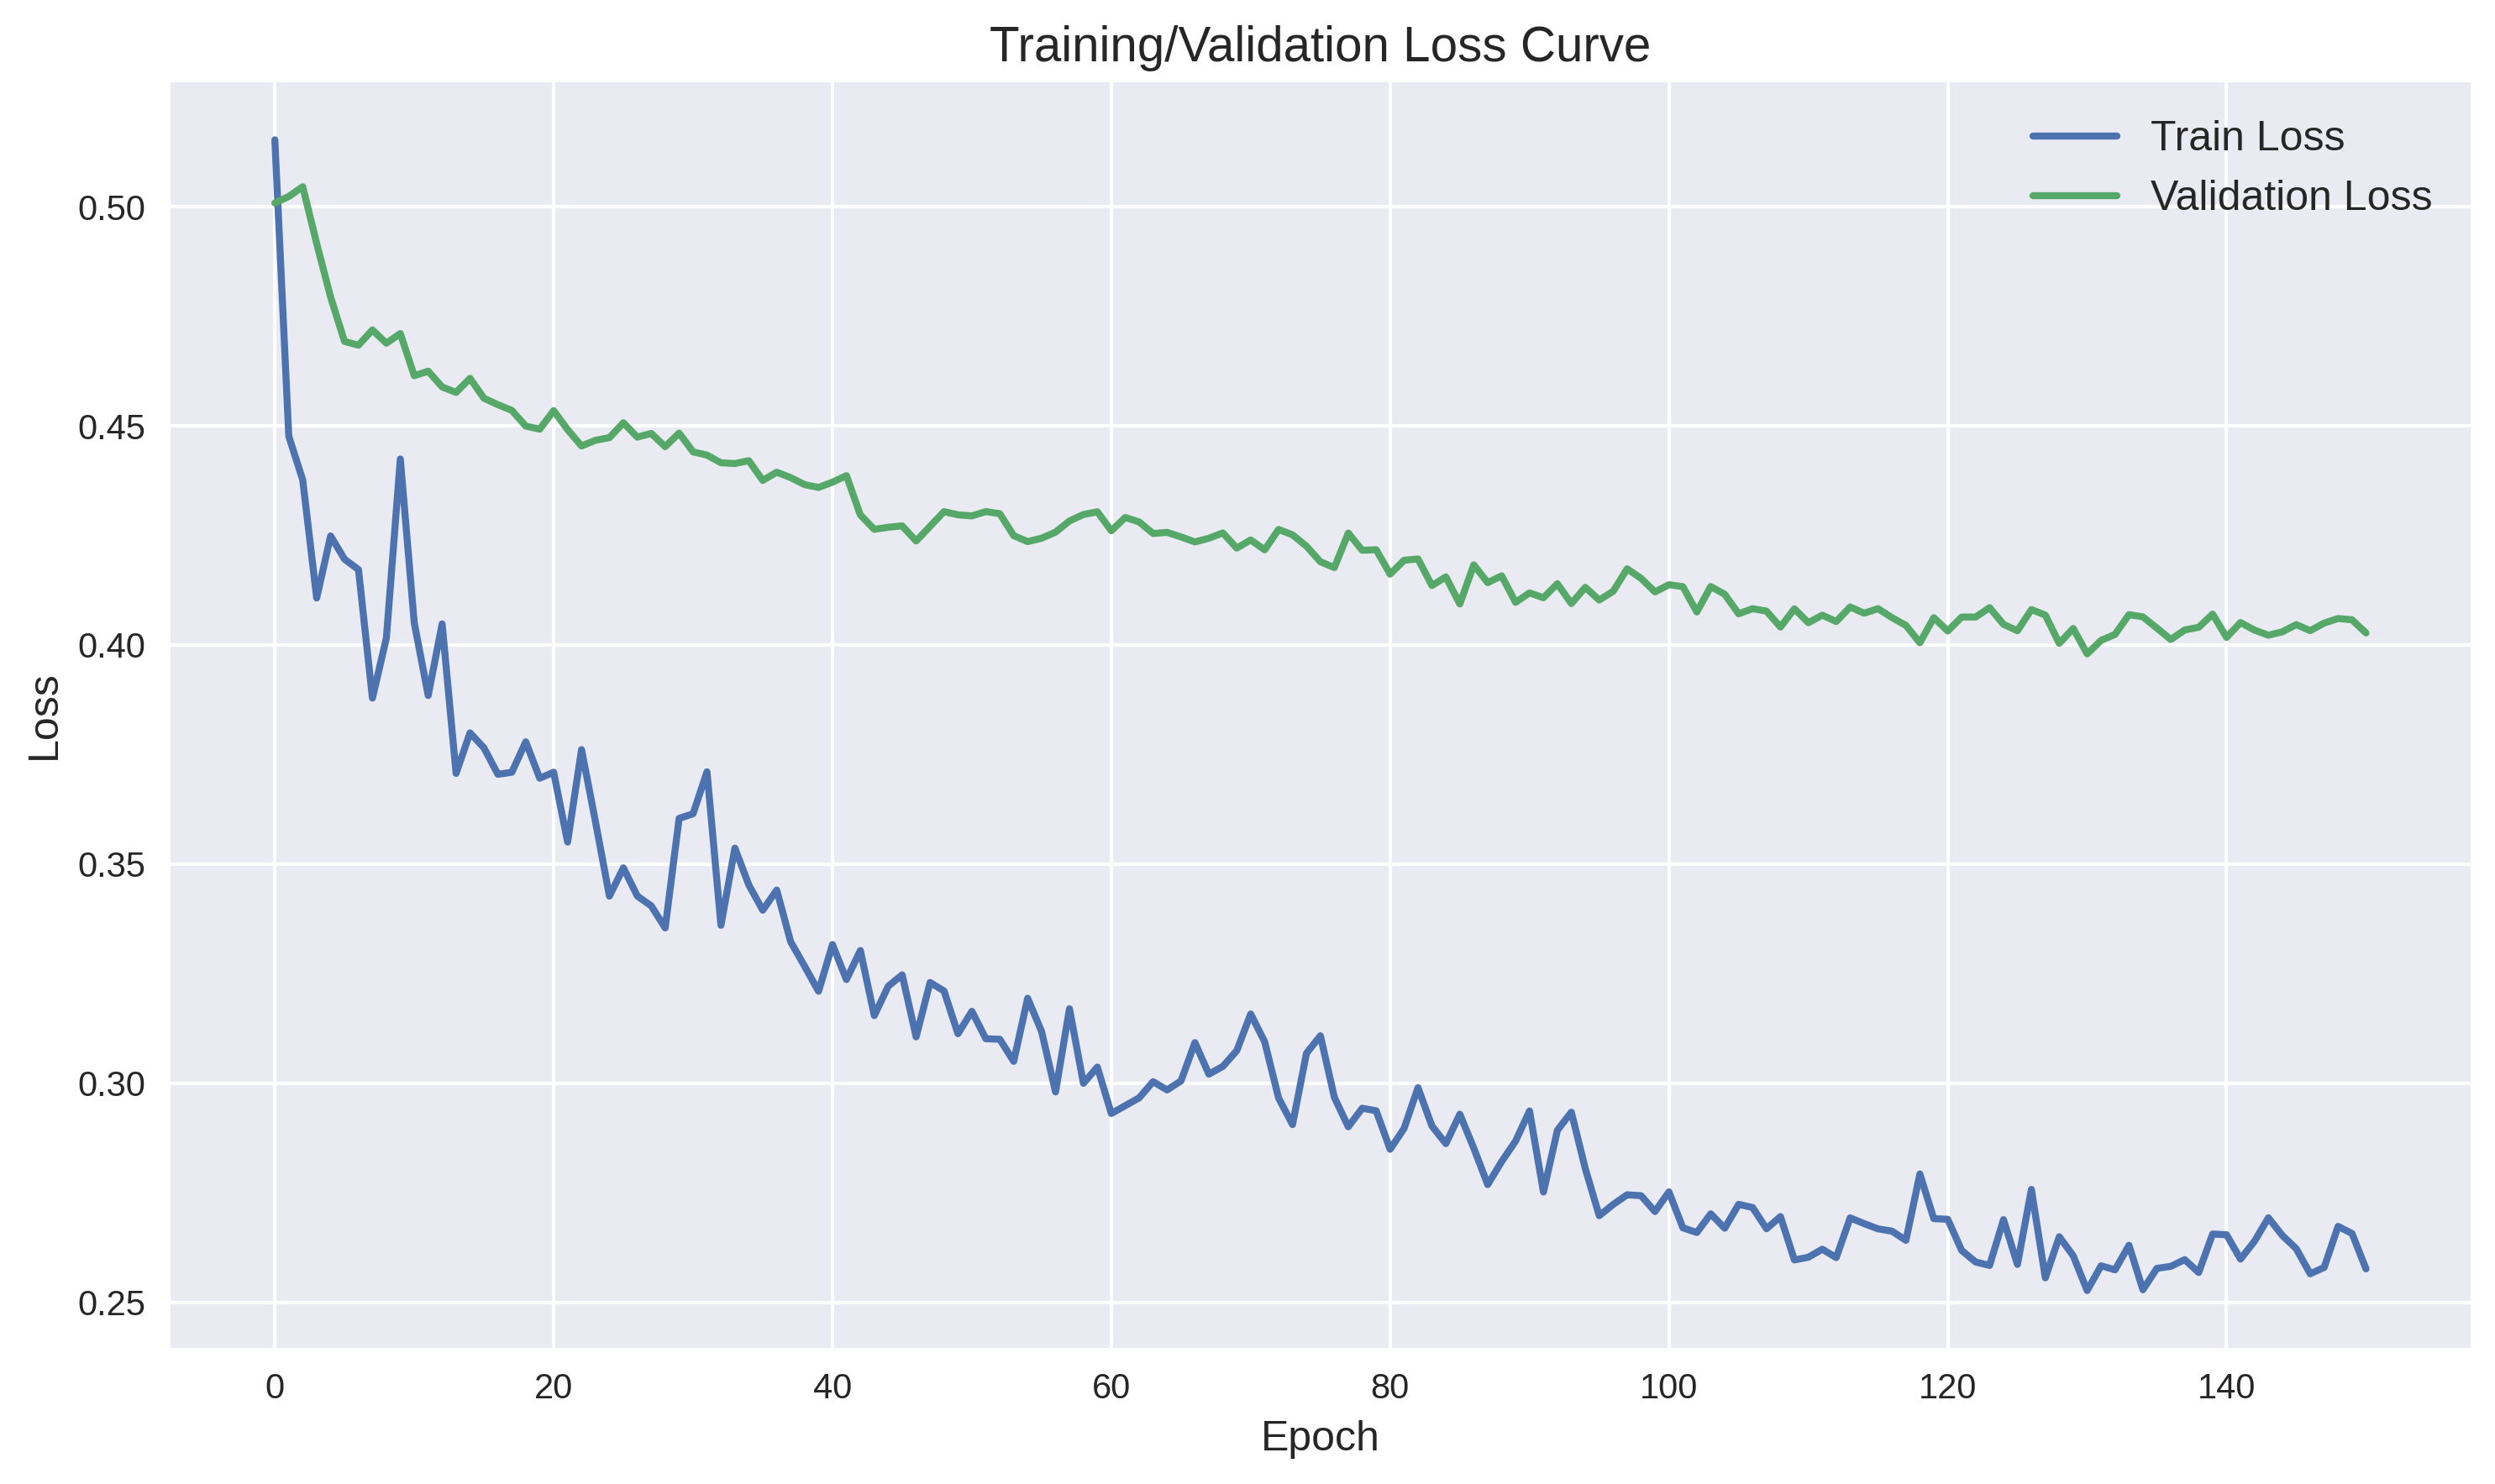 Training/Validation Loss Curve
Train Loss
Validation Loss
0.50
0.45
0.40
0.35
0.30
0.25
Loss
0 20 40 60 80 100 120 140
Epoch